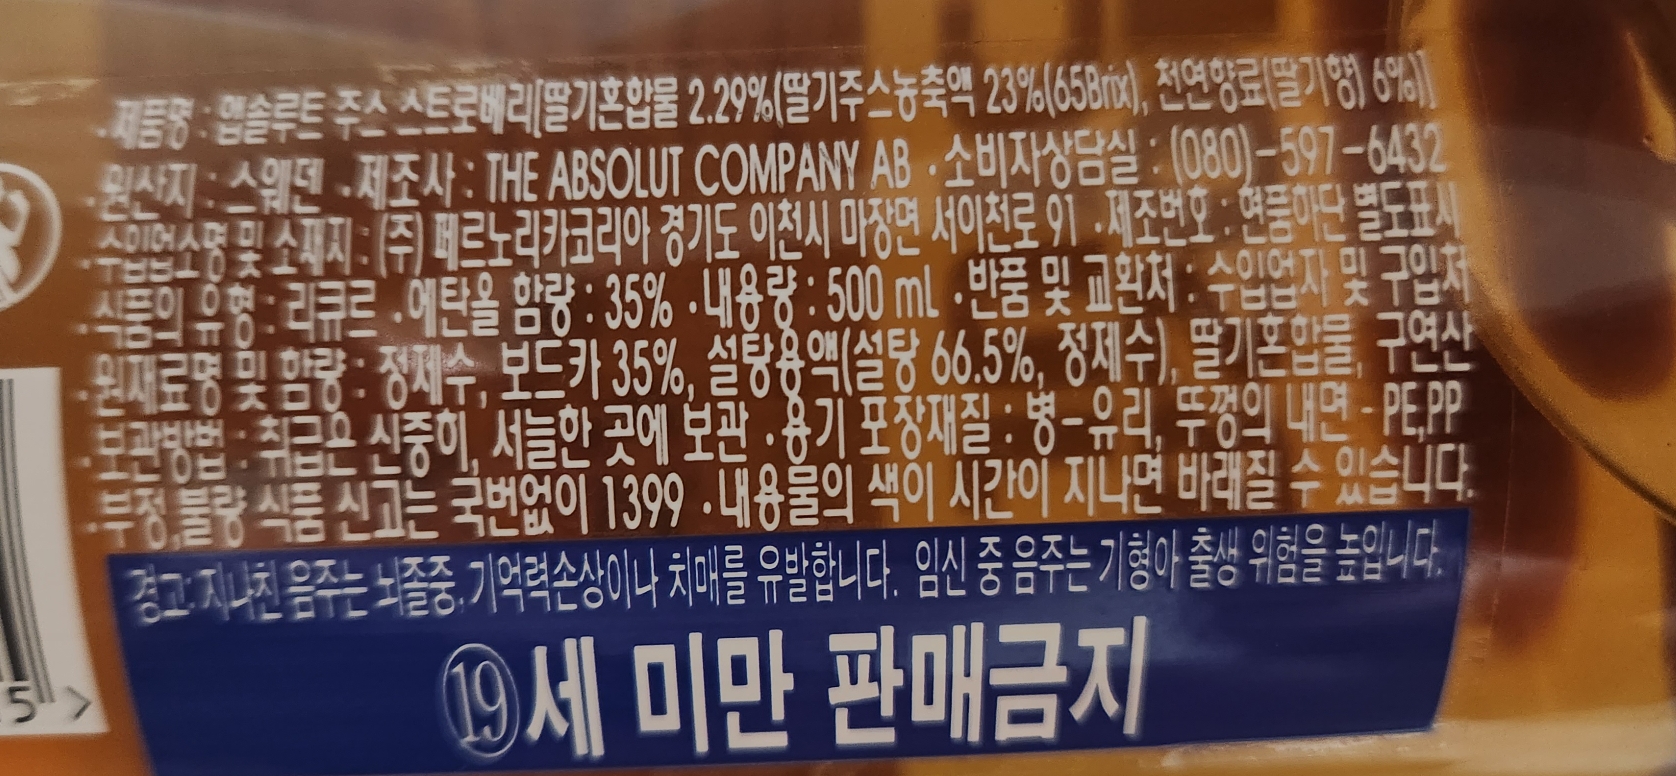 ·제품명 : 앱솔루트 주스 스트로베리[딸기혼합물 2.29%(딸기주스농축액 23%(65Brix), 천연향료(딸기향) 6%)]
·원산지 : 스웨덴 ·제조사 : THE ABSOLUT COMPANY AB ·소비자상담실 : (080)-597-6432
·수입업소명 및 소재지 : (주) 페르노리카코리아 경기도 이천시 마장면 서이천로 91 ·제조번호 : 현품하단 별도표시
·식품의 유형 : 리큐르 ·에탄올 함량 : 35% ·내용량 : 500 mL ·반품 및 교환처 : 수입업자 및 구입처
·원재료명 및 함량 : 정제수, 보드카 35%, 설탕용액(설탕 66.5%, 정제수), 딸기혼합물, 구연산
·보관방법 : 취급은 신중히, 서늘한 곳에 보관 ·용기 포장재질 : 병-유리, 뚜껑의 내면 - PE,PP
·부정,불량 식품 신고는 국번없이 1399 ·내용물의 색이 시간이 지나면 바래질 수 있습니다.
경고:지나친 음주는 뇌졸중, 기억력손상이나 치매를 유발합니다. 임신 중 음주는 기형아 출생 위험을 높입니다.
⑲세 미만 판매금지
5 >